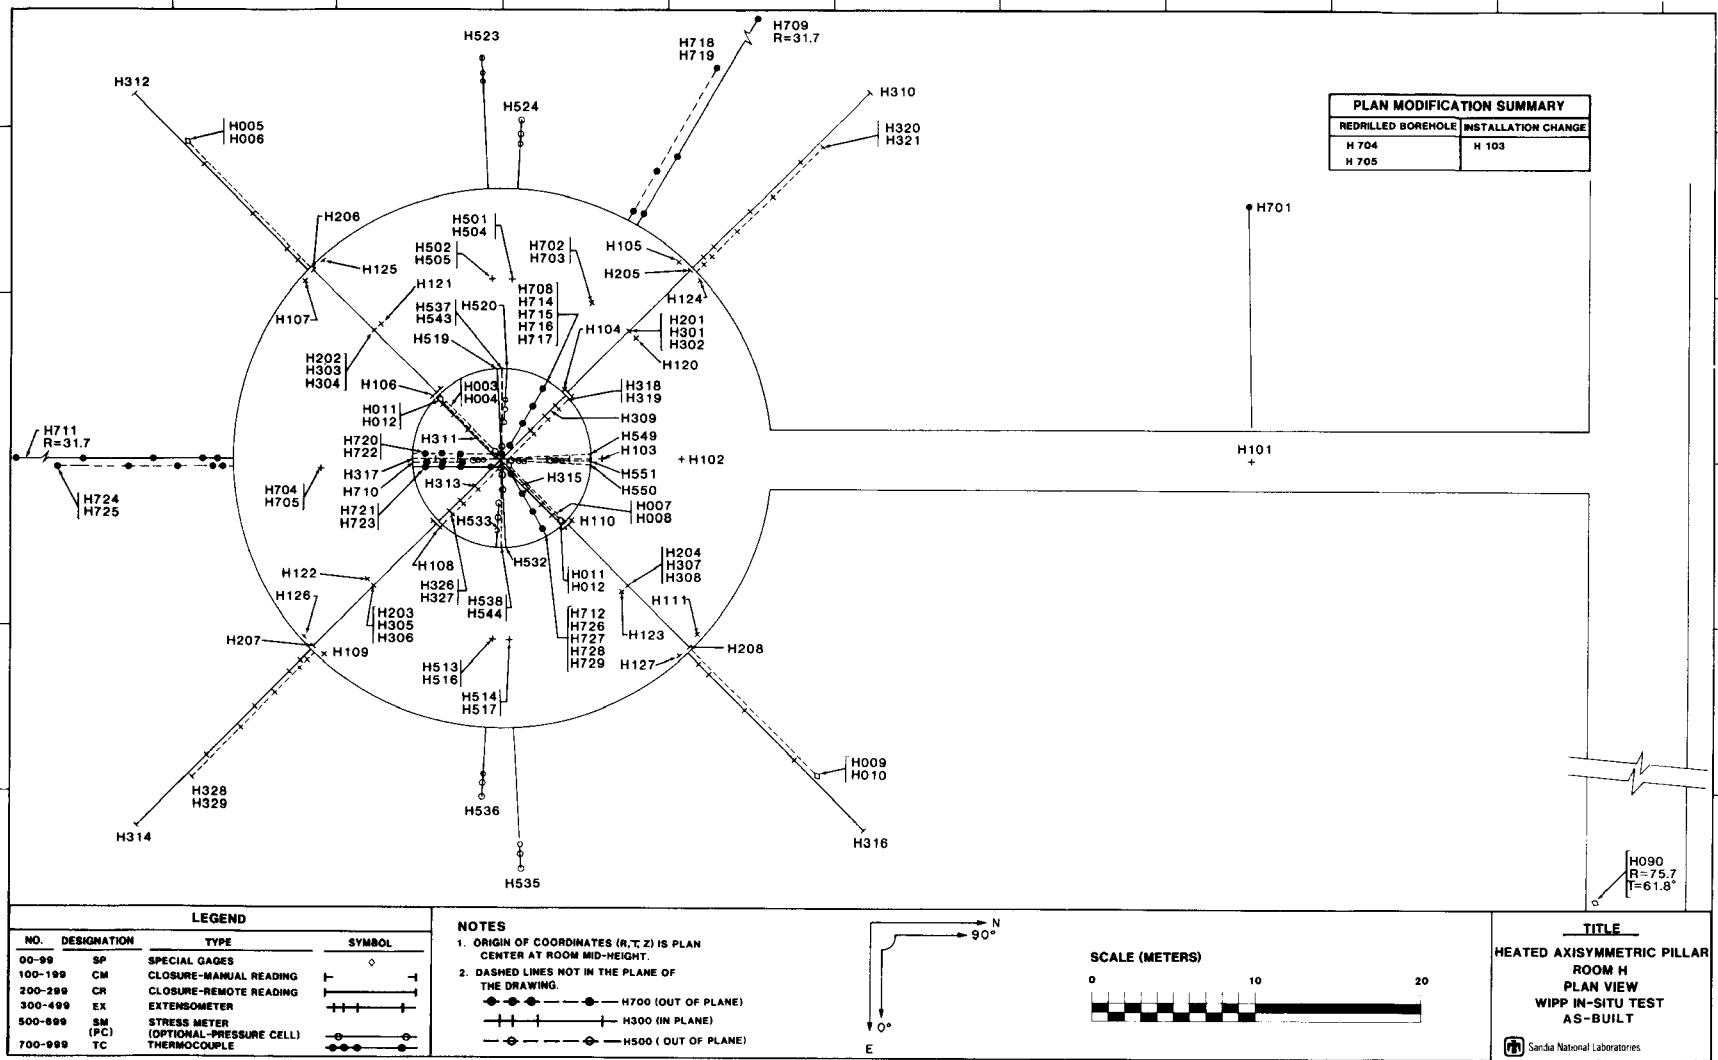 H709
R=31.7
H718
H719
H523
H312
H310
H524
H005
H006
H320
H321
PLAN MODIFICATION SUMMARY
REDRILLED BOREHOLE INSTALLATION CHANGE
H 704 H 103
H 705
H701
H206
H501
H504
H502
H505
H702
H703
H105
H205
H125
H121
H124
H107
H537
H543
H520
H708
H714
H715
H716
H717
H519
H104
H201
H301
H302
H120
H202
H303
H304
H106
H003
H004
H318
H319
H011
H012
H309
H711
R=31.7
H720
H722
H311
H549
H103
H102
H101
H317
H551
H710
H550
H704
H705
H313
H315
H724
H725
H721
H723
H007
H008
H533
H110
H108
H532
H204
H307
H308
H122
H011
H012
H326
H327
H538
H544
H126
H111
H203
H305
H306
H712
H726
H727
H728
H729
H123
H207
H109
H208
H127
H513
H516
H514
H517
H009
H010
H328
H329
H536
H314
H316
H535
H090
R=75.7
T=61.8°
LEGEND
NO. DESIGNATION TYPE SYMBOL
00-99 SP SPECIAL GAGES
100-199 CM CLOSURE-MANUAL READING
200-299 CR CLOSURE-REMOTE READING
300-499 EX EXTENSOMETER
500-699 SM STRESS METER
(PC) (OPTIONAL-PRESSURE CELL)
700-999 TC THERMOCOUPLE
NOTES
1. ORIGIN OF COORDINATES (R,T, Z) IS PLAN
CENTER AT ROOM MID-HEIGHT.
2. DASHED LINES NOT IN THE PLANE OF
THE DRAWING.
H700 (OUT OF PLANE)
H300 (IN PLANE)
H500 ( OUT OF PLANE)
N
90°
0°
E
SCALE (METERS)
0 10 20
TITLE
HEATED AXISYMMETRIC PILLAR
ROOM H
PLAN VIEW
WIPP IN-SITU TEST
AS-BUILT
Sandia National Laboratories